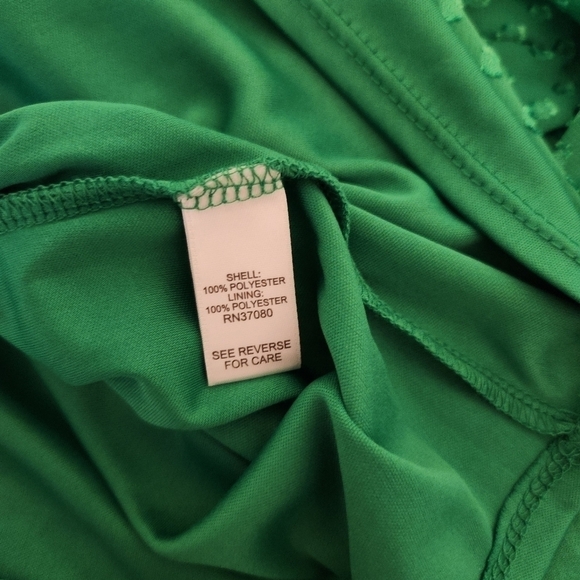 SHELL:
100% POLYESTER
LINING:
100% POLYESTER
RN37080
SEE REVERSE
FOR CARE